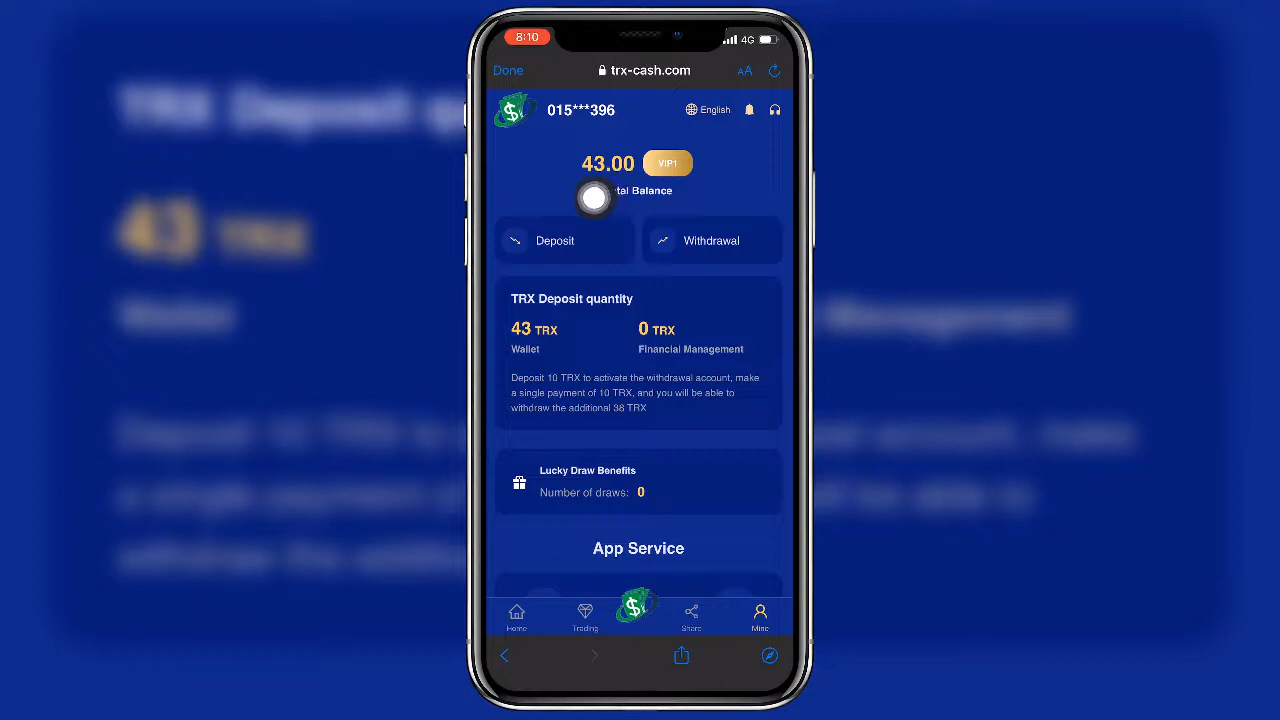 8:10
4G
Done
trx-cash.com
AA
015***396
English
43.00
VIP1
tal Balance
Deposit
Withdrawal
TRX Deposit quantity
43 TRX
0 TRX
Wallet
Financial Management
Deposit 10 TRX to activate the withdrawal account, make
a single payment of 10 TRX, and you will be able to
withdraw the additional 38 TRX
Lucky Draw Benefits
Number of draws: 0
App Service
Home
Trading
Share
Mine